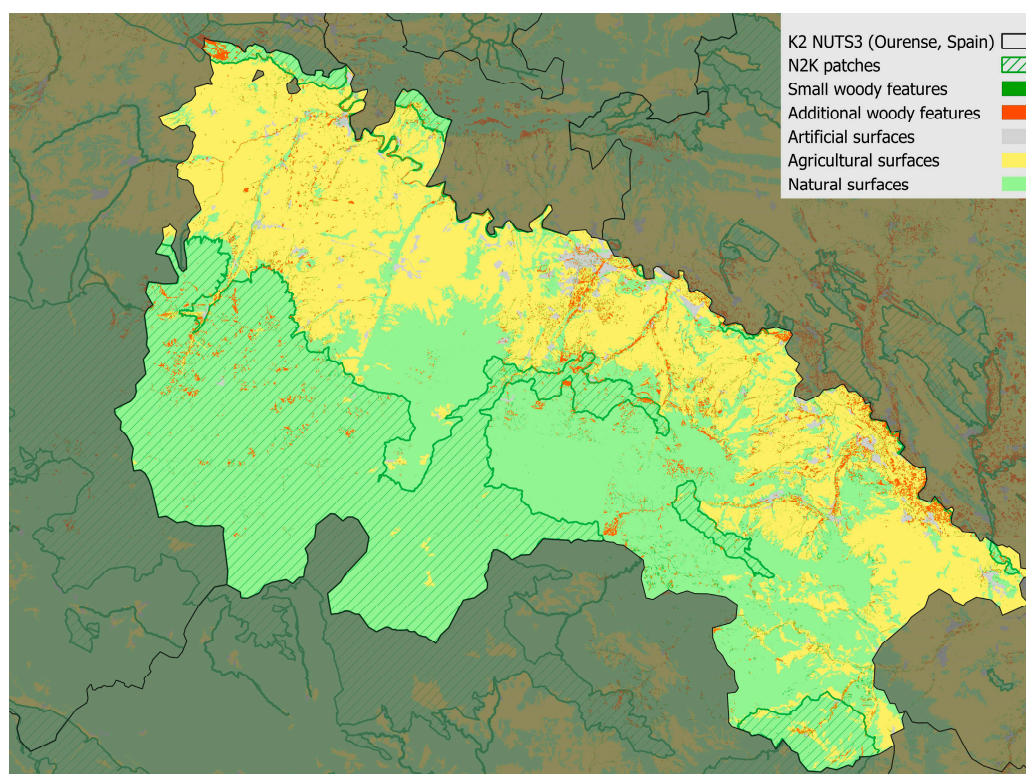 K2 NUTS3 (Ourense, Spain)
N2K patches
Small woody features
Additional woody features
Artificial surfaces
Agricultural surfaces
Natural surfaces